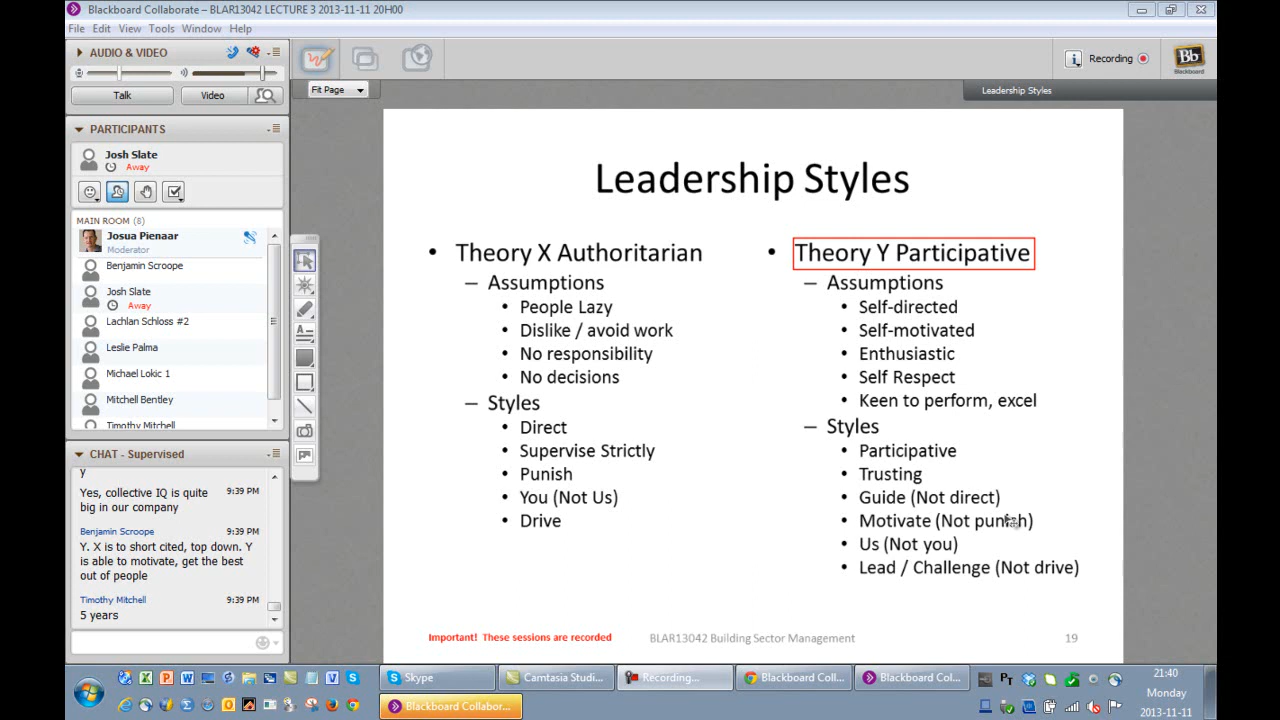 Blackboard Collaborate - BLAR13042 LECTURE 3 2013-11-11 20H00
File Edit View Tools Window Help
AUDIO & VIDEO
Talk Video
PARTICIPANTS
Josh Slate
Away
MAIN ROOM (8)
Josua Pienaar
Moderator
Benjamin Scroope
Josh Slate
Away
Lachlan Schloss #2
Leslie Palma
Michael Lokic 1
Mitchell Bentley
Timothy Mitchell
CHAT - Supervised
y
Yes, collective IQ is quite 9:39 PM
big in our company
Benjamin Scroope 9:39 PM
Y. X is to short cited, top down. Y
is able to motivate, get the best
out of people
Timothy Mitchell 9:39 PM
5 years
Fit Page
Recording
Bb
Blackboard
Leadership Styles
Leadership Styles
• Theory X Authoritarian
– Assumptions
• People Lazy
• Dislike / avoid work
• No responsibility
• No decisions
– Styles
• Direct
• Supervise Strictly
• Punish
• You (Not Us)
• Drive
• Theory Y Participative
– Assumptions
• Self-directed
• Self-motivated
• Enthusiastic
• Self Respect
• Keen to perform, excel
– Styles
• Participative
• Trusting
• Guide (Not direct)
• Motivate (Not punish)
• Us (Not you)
• Lead / Challenge (Not drive)
Important! These sessions are recorded BLAR13042 Building Sector Management 19
Skype Camtasia Studi... Recording... Blackboard Coll... Blackboard Col...
Blackboard Collabor...
21:40
Monday
2013-11-11